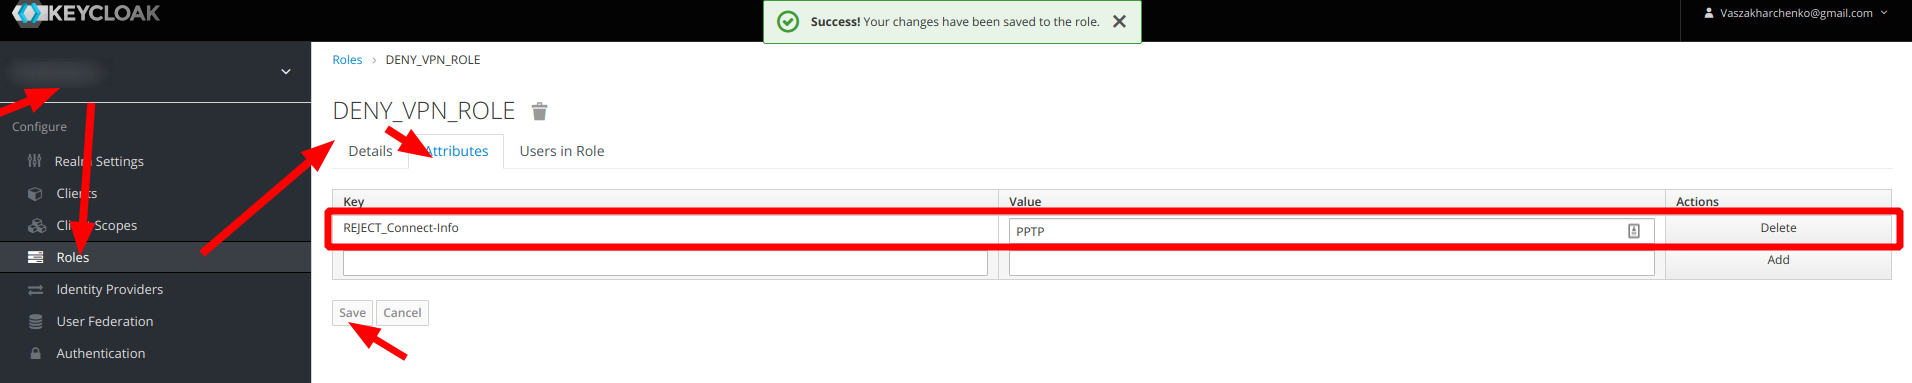 KEYCLOAK
Success! Your changes have been saved to the role.
Vaszakharchenko@gmail.com
Roles > DENY_VPN_ROLE
DENY_VPN_ROLE
Details
Attributes
Users in Role
Configure
Realm Settings
Clients
Client Scopes
Roles
Identity Providers
User Federation
Authentication
Key
Value
Actions
REJECT_Connect-Info
PPTP
Delete
Add
Save
Cancel